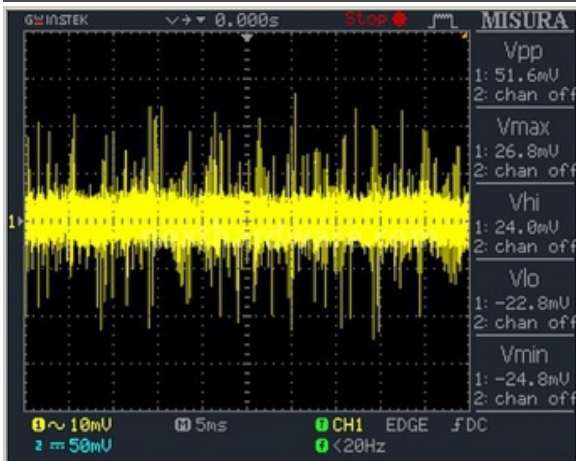 GW INSTEK 0.000s Stop MISURA
Vpp
1: 51.6mV
2: chan off
Vmax
1: 26.8mV
2: chan off
Vhi
1: 24.0mV
2: chan off
Vlo
1: -22.8mV
2: chan off
Vmin
1: -24.8mV
2: chan off
1
1 10mV M 5ms T CH1 EDGE DC
2 50mV f <20Hz